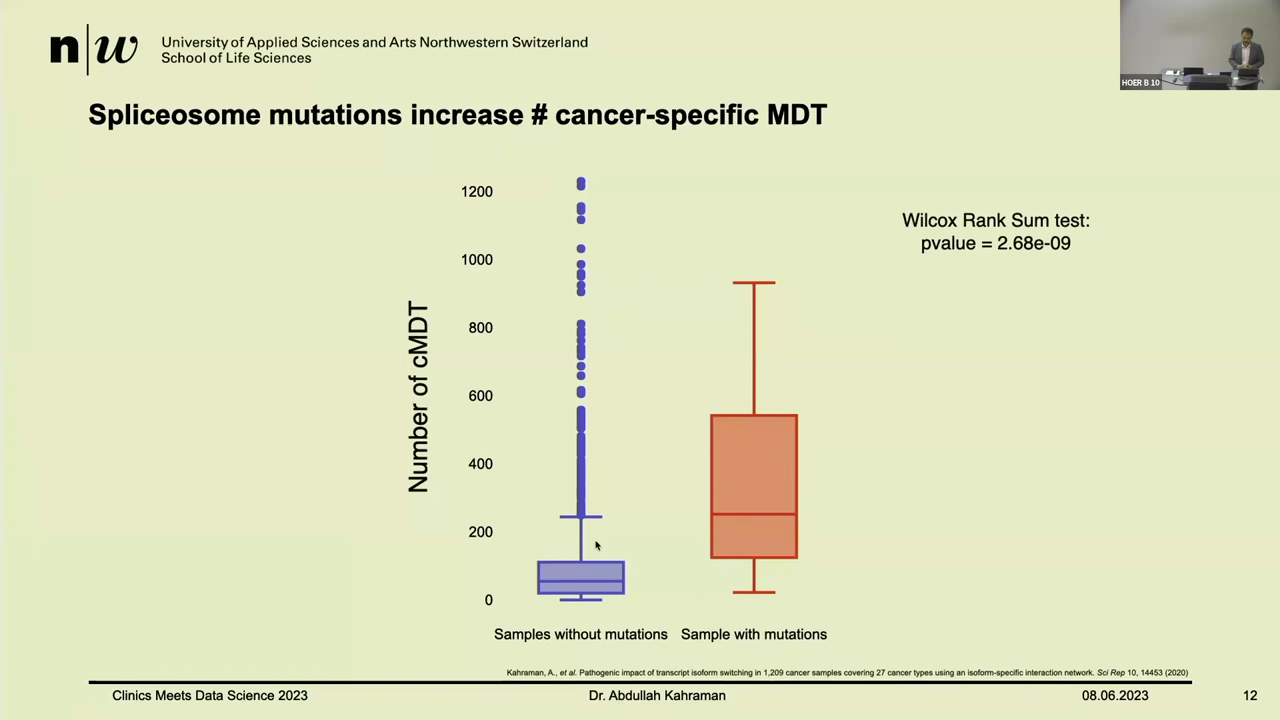 n|w
University of Applied Sciences and Arts Northwestern Switzerland
School of Life Sciences
HOER B 10
Spliceosome mutations increase # cancer-specific MDT
Wilcox Rank Sum test:
pvalue = 2.68e-09
Number of cMDT
1200
1000
800
600
400
200
0
Samples without mutations
Sample with mutations
Kahraman, A., et al. Pathogenic impact of transcript isoform switching in 1,209 cancer samples covering 27 cancer types using an isoform-specific interaction network. Sci Rep 10, 14453 (2020)
Clinics Meets Data Science 2023
Dr. Abdullah Kahraman
08.06.2023
12